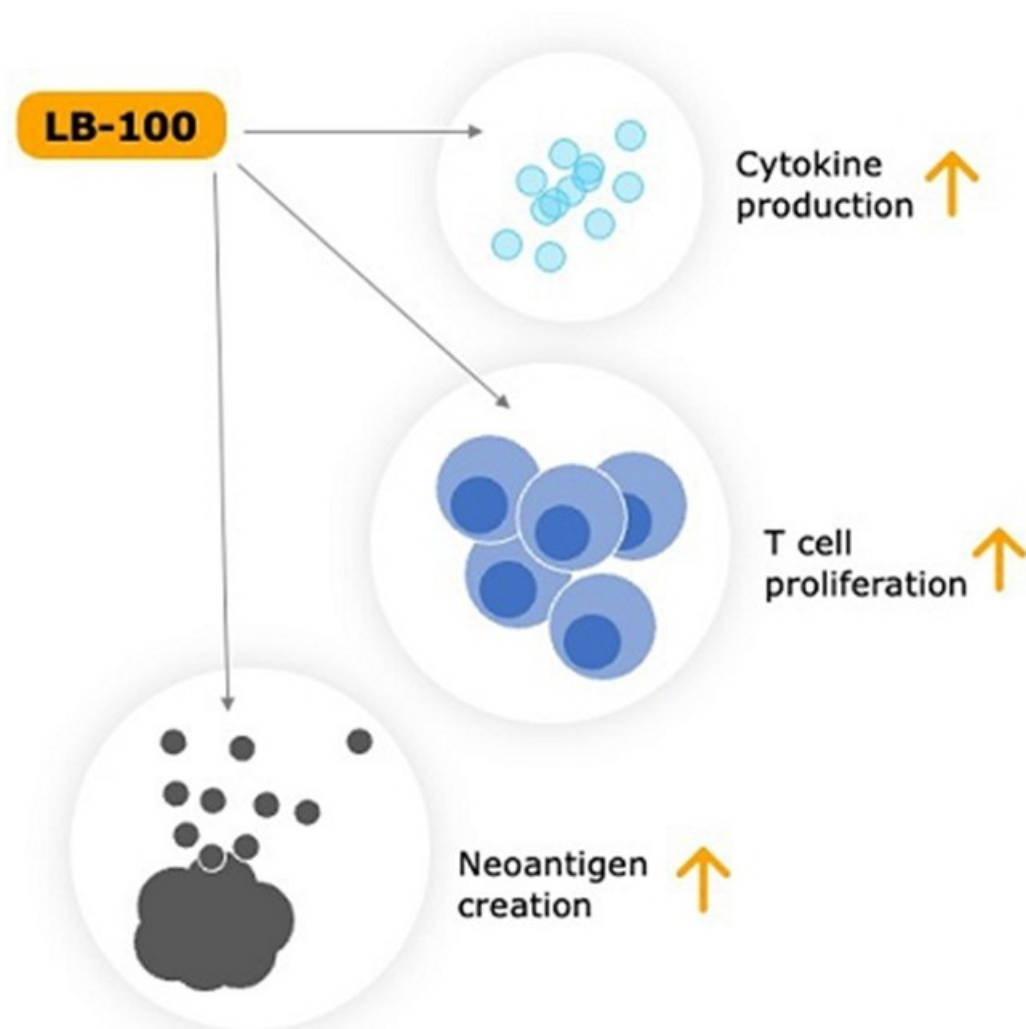 LB-100
Cytokine
production
T cell
proliferation
Neoantigen
creation